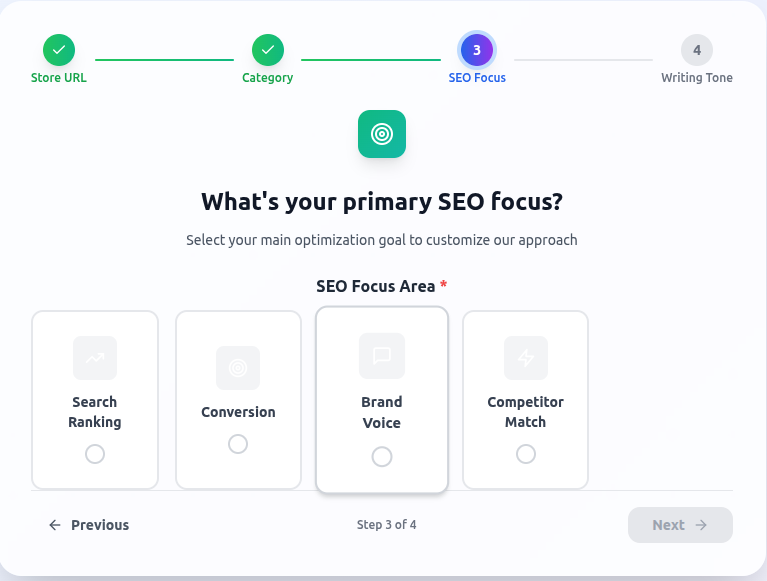 3
4
Store URL
Category
SEO Focus
Writing Tone
What's your primary SEO focus?
Select your main optimization goal to customize our approach
SEO Focus Area *
Search
Ranking
Conversion
Brand
Voice
Competitor
Match
Previous
Step 3 of 4
Next